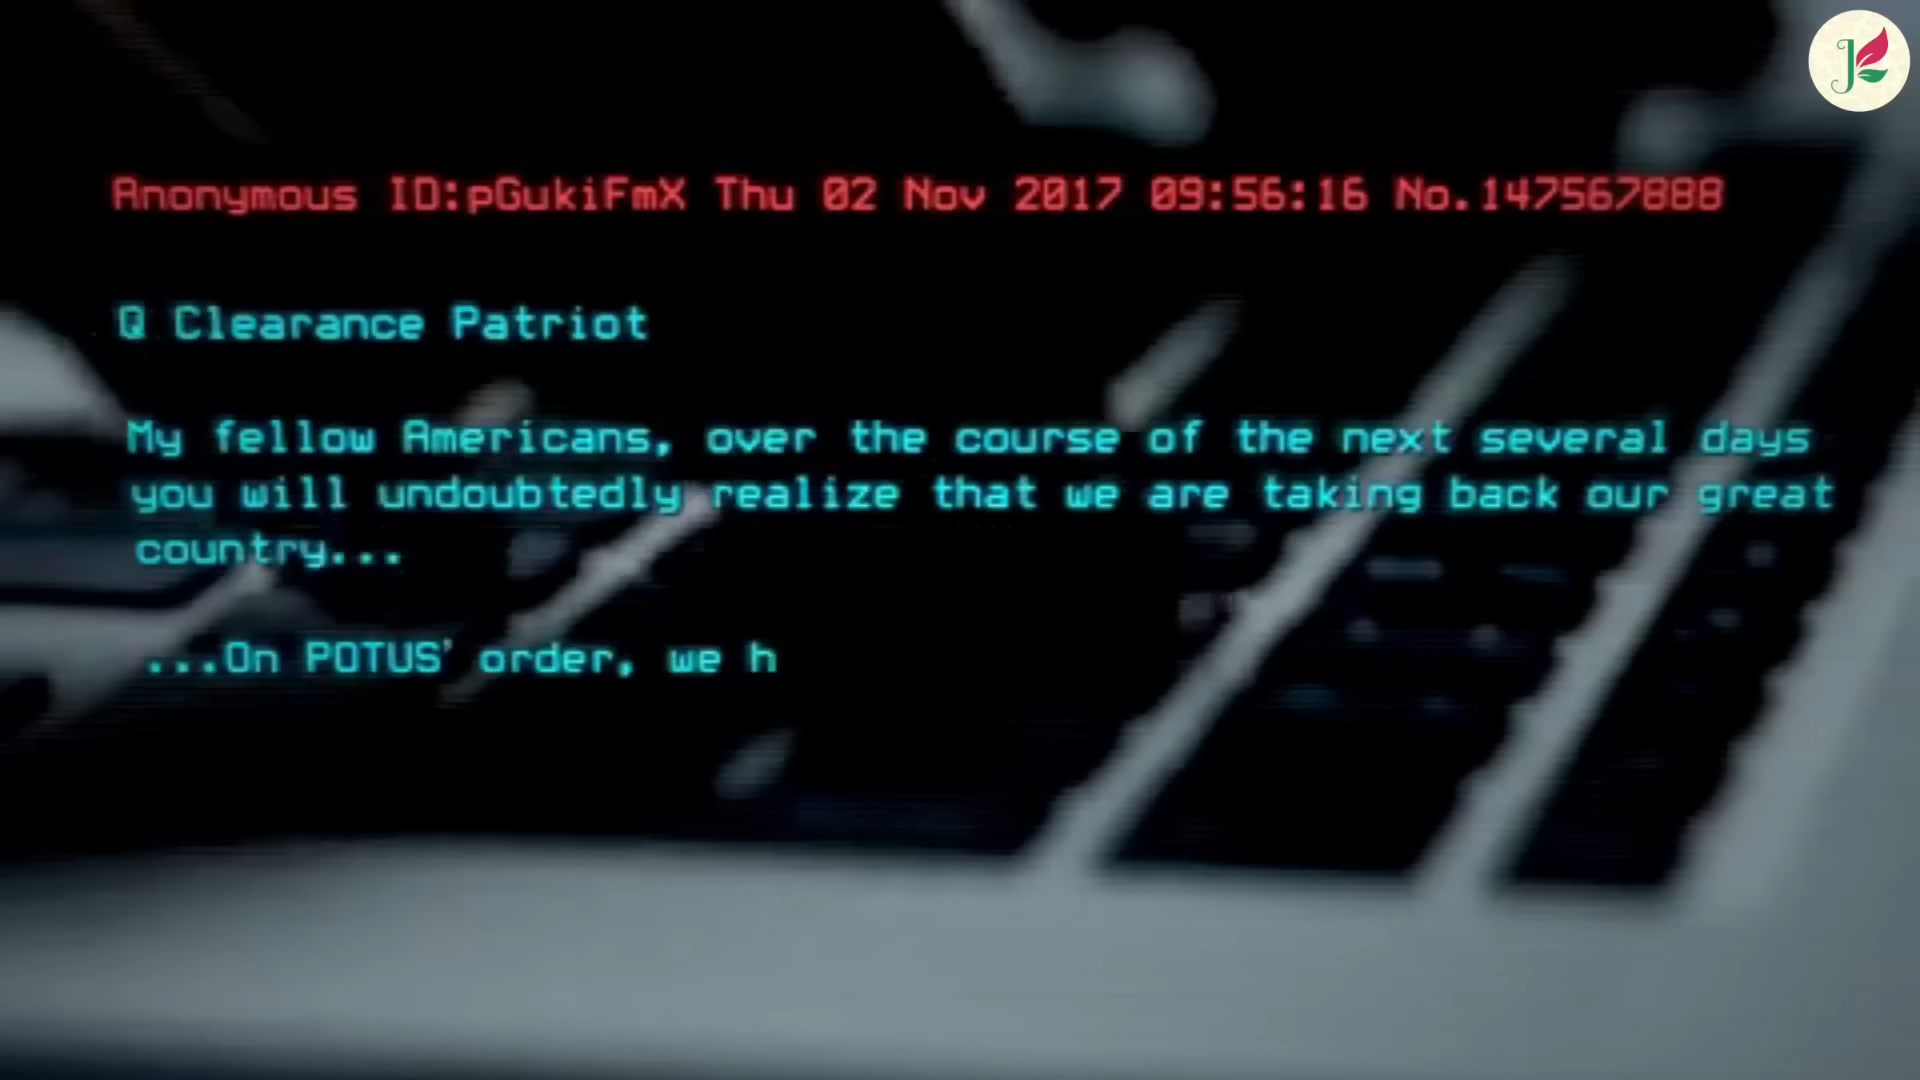 Anonymous ID:pGukiFmX Thu 02 Nov 2017 09:56:16 No.147567888
Q Clearance Patriot
My fellow Americans, over the course of the next several days
you will undoubtedly realize that we are taking back our great
country...
...On POTUS' order, we h